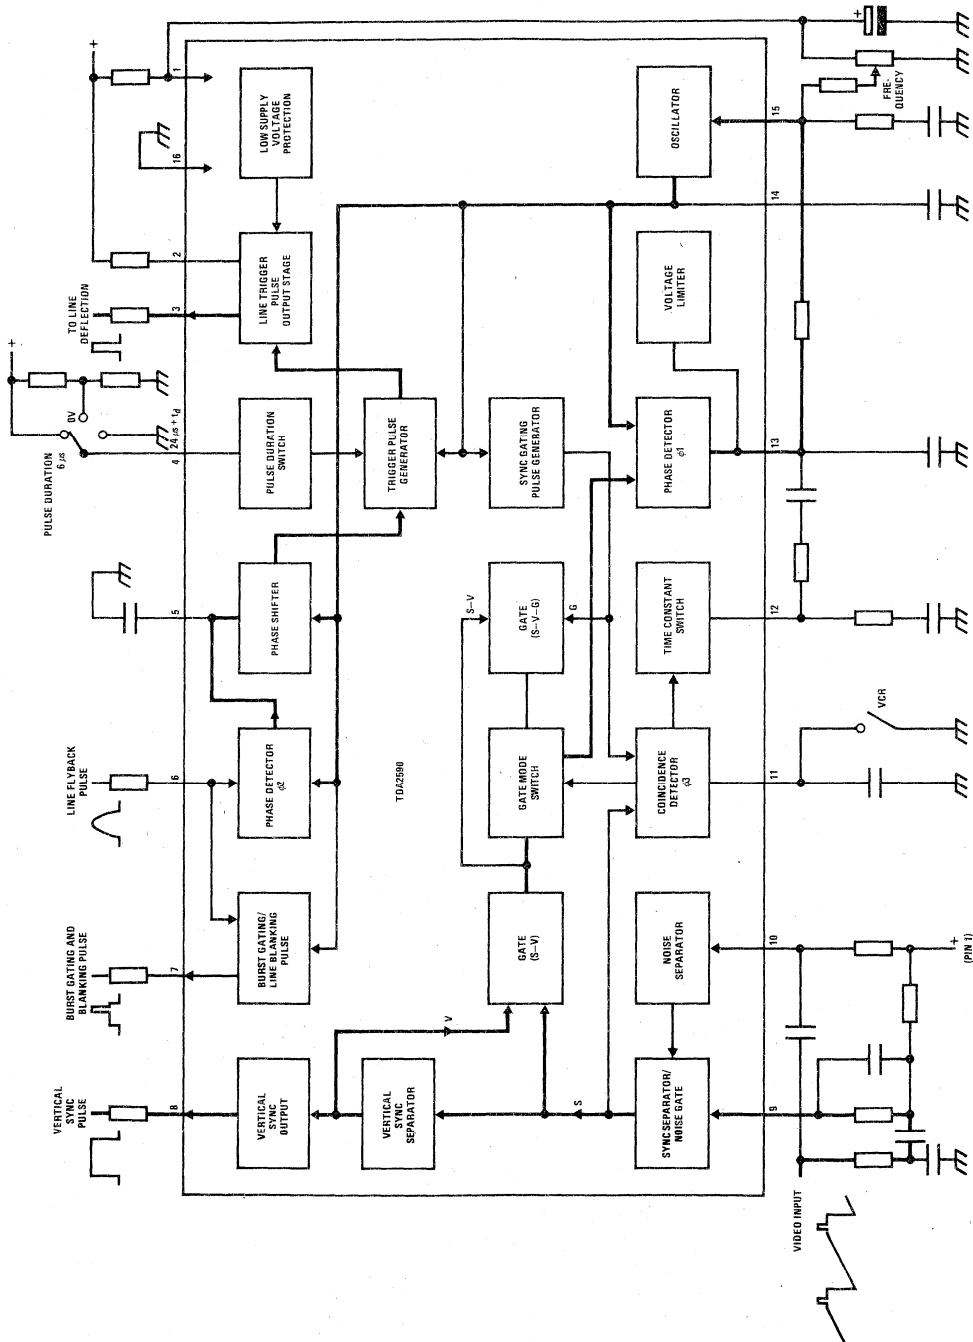 VERTICAL
SYNC
PULSE
BURST GATING AND
BLANKING PULSE
LINE FLYBACK
PULSE
PULSE DURATION
6 μs
0V
24 μs + td
+
TO LINE
DEFLECTION
+
8
7
6
5
4
3
2
16
1
VERTICAL
SYNC
OUTPUT
BURST GATING/
LINE BLANKING
PULSE
PHASE DETECTOR
φ2
PHASE SHIFTER
PULSE DURATION
SWITCH
LINE TRIGGER
PULSE
OUTPUT STAGE
LOW SUPPLY
VOLTAGE
PROTECTION
V
VERTICAL
SYNC
SEPARATOR
TDA2590
TRIGGER PULSE
GENERATOR
S–V
GATE
(S–V)
GATE MODE
SWITCH
GATE
(S–V–G)
SYNC GATING
PULSE GENERATOR
S
G
SYNC SEPARATOR/
NOISE GATE
NOISE
SEPARATOR
COINCIDENCE
DETECTOR
φ3
TIME CONSTANT
SWITCH
PHASE DETECTOR
φ1
VOLTAGE
LIMITER
OSCILLATOR
9
10
11
12
13
14
15
VIDEO INPUT
VCR
FRE-
QUENCY
+
(PIN 1)
+